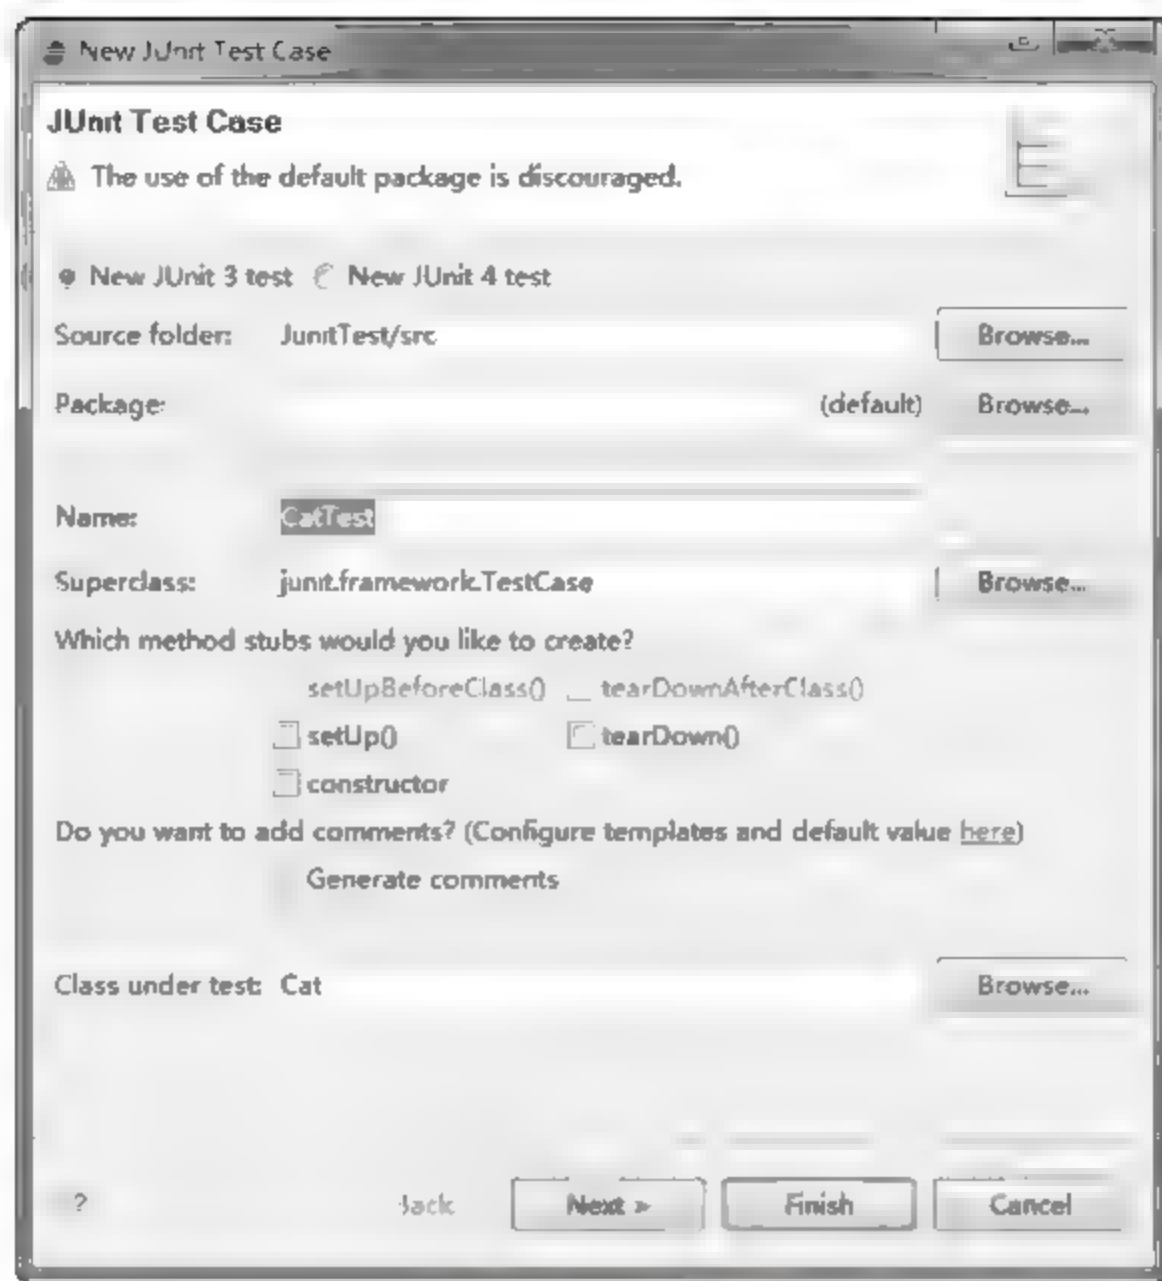 New JUnit Test Case
JUnit Test Case
The use of the default package is discouraged.
New JUnit 3 test New JUnit 4 test
Source folder: JunitTest/src Browse...
Package: (default) Browse...
Name: CatTest
Superclass: junit.framework.TestCase Browse...
Which method stubs would you like to create?
setUpBeforeClass() tearDownAfterClass()
setUp() tearDown()
constructor
Do you want to add comments? (Configure templates and default value here)
Generate comments
Class under test: Cat Browse...
? Back Next > Finish Cancel